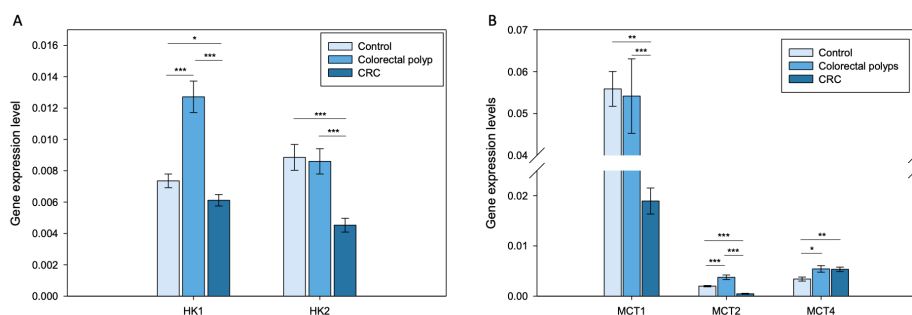 A
B
Gene expression level
0.016
0.014
0.012
0.010
0.008
0.006
0.004
0.002
0.000
*
***
***
***
***
Control
Colorectal polyp
CRC
HK1
HK2
Gene expression levels
0.07
0.06
0.05
0.04
0.02
0.01
0.00
**
***
***
***
***
**
*
Control
Colorectal polyps
CRC
MCT1
MCT2
MCT4